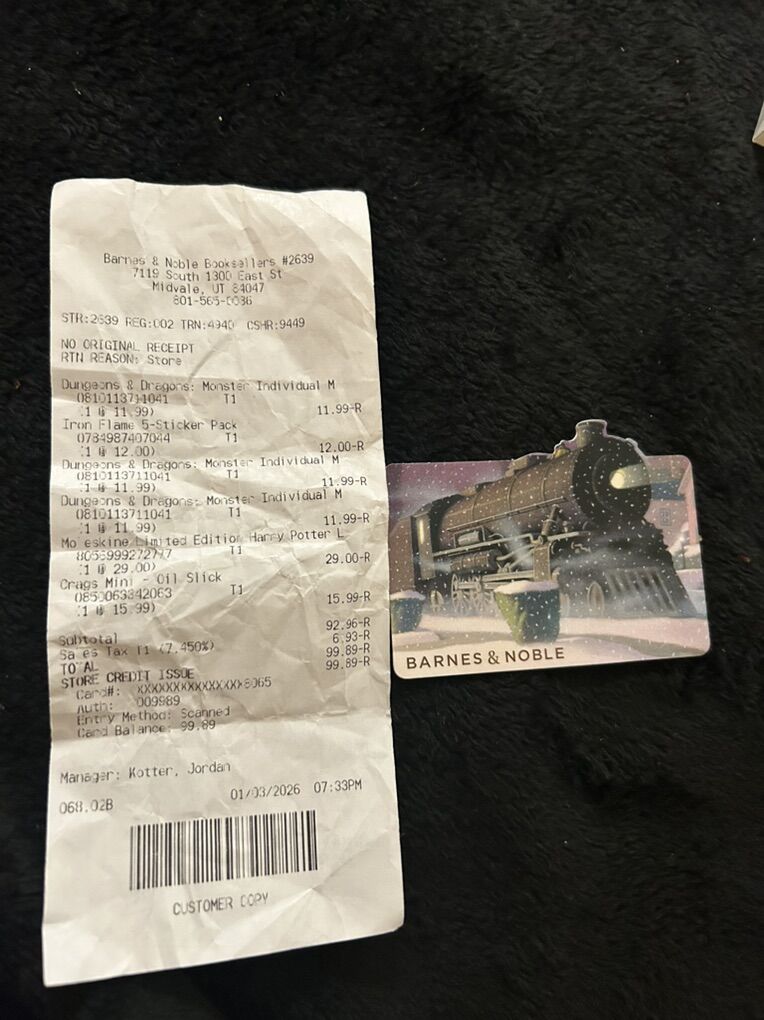 Barnes & Noble Booksellers #2639
7119 South 1300 East St
Midvale, UT 84047
801-565-0086
STR:2639 REG:002 TRN:4940 CSHR:9449
NO ORIGINAL RECEIPT
RTN REASON: Store
Dungeons & Dragons: Monster Individual M
0810113711041 T1
(1 @ 11.99) 11.99-R
Iron Flame 5-Sticker Pack
0784987407044 T1
(1 @ 12.00) 12.00-R
Dungeons & Dragons: Monster Individual M
0810113711041 T1
(1 @ 11.99) 11.99-R
Dungeons & Dragons: Monster Individual M
0810113711041 T1
(1 @ 11.99) 11.99-R
Moleskine Limited Edition Harry Potter L
8055999272777 T1
(1 @ 29.00) 29.00-R
Crags Mini - Oil Slick
0850063342063 T1
(1 @ 15.99) 15.99-R
Subtotal 92.96-R
Sales Tax T1 (7.450%) 6.93-R
TOTAL 99.89-R
STORE CREDIT ISSUE 99.89-R
Card#: XXXXXXXXXXXXXXX8065
Auth: 009989
Entry Method: Scanned
Card Balance: 99.89
Manager: Kotter, Jordan
068.02B 01/03/2026 07:33PM
CUSTOMER COPY
BARNES & NOBLE